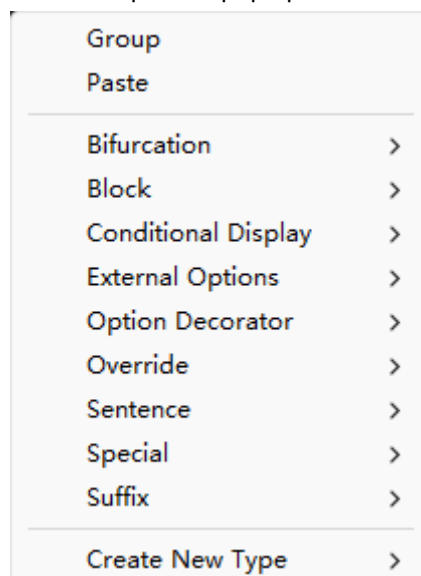 Group
Paste
Bifurcation
Block
Conditional Display
External Options
Option Decorator
Override
Sentence
Special
Suffix
Create New Type